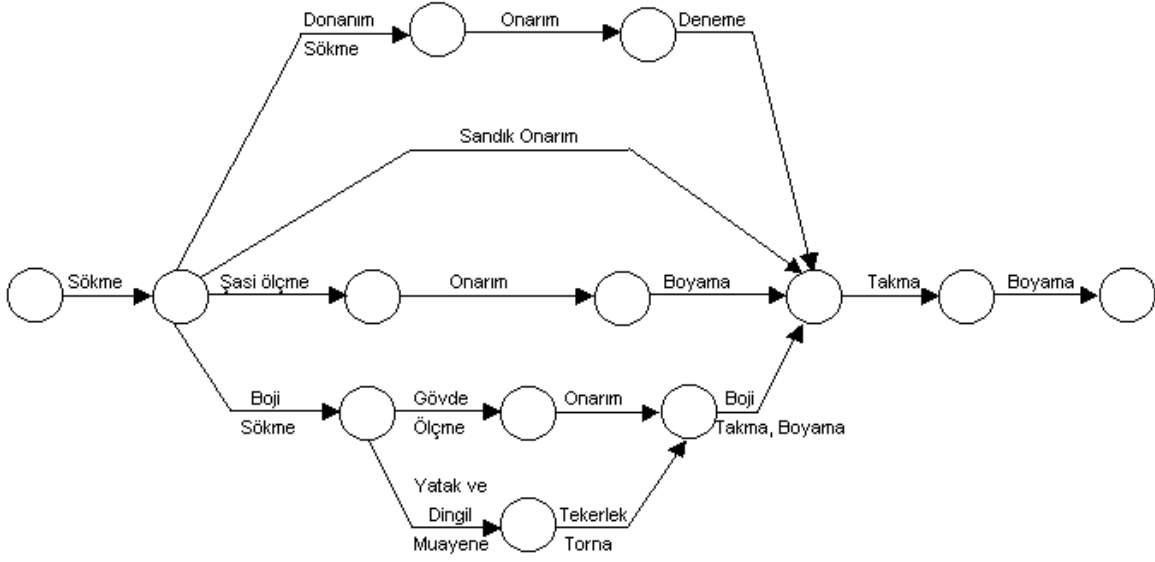 Donanım
Sökme
Onarım
Deneme
Sandık Onarım
Sökme
Şasi ölçme
Onarım
Boyama
Takma
Boyama
Boji
Sökme
Gövde
Ölçme
Onarım
Boji
Takma, Boyama
Yatak ve
Dingil
Muayene
Tekerlek
Torna